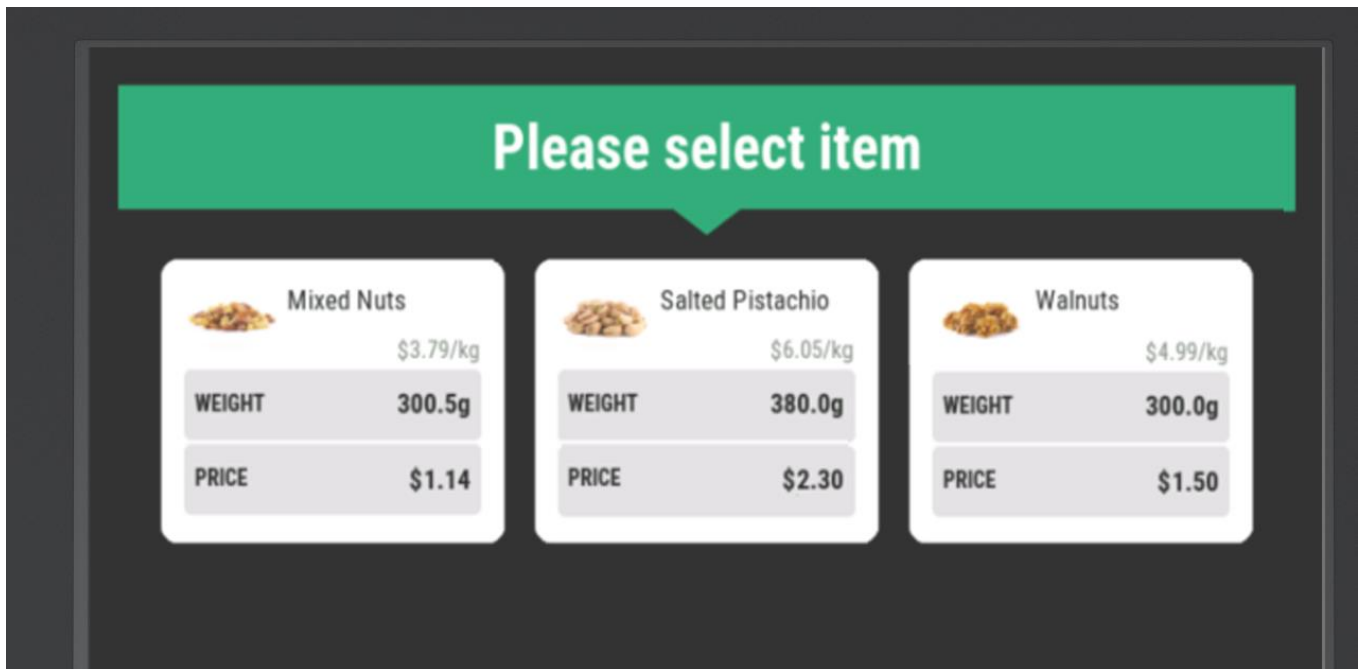 Please select item
Mixed Nuts
$3.79/kg
WEIGHT 300.5g
PRICE $1.14
Salted Pistachio
$6.05/kg
WEIGHT 380.0g
PRICE $2.30
Walnuts
$4.99/kg
WEIGHT 300.0g
PRICE $1.50